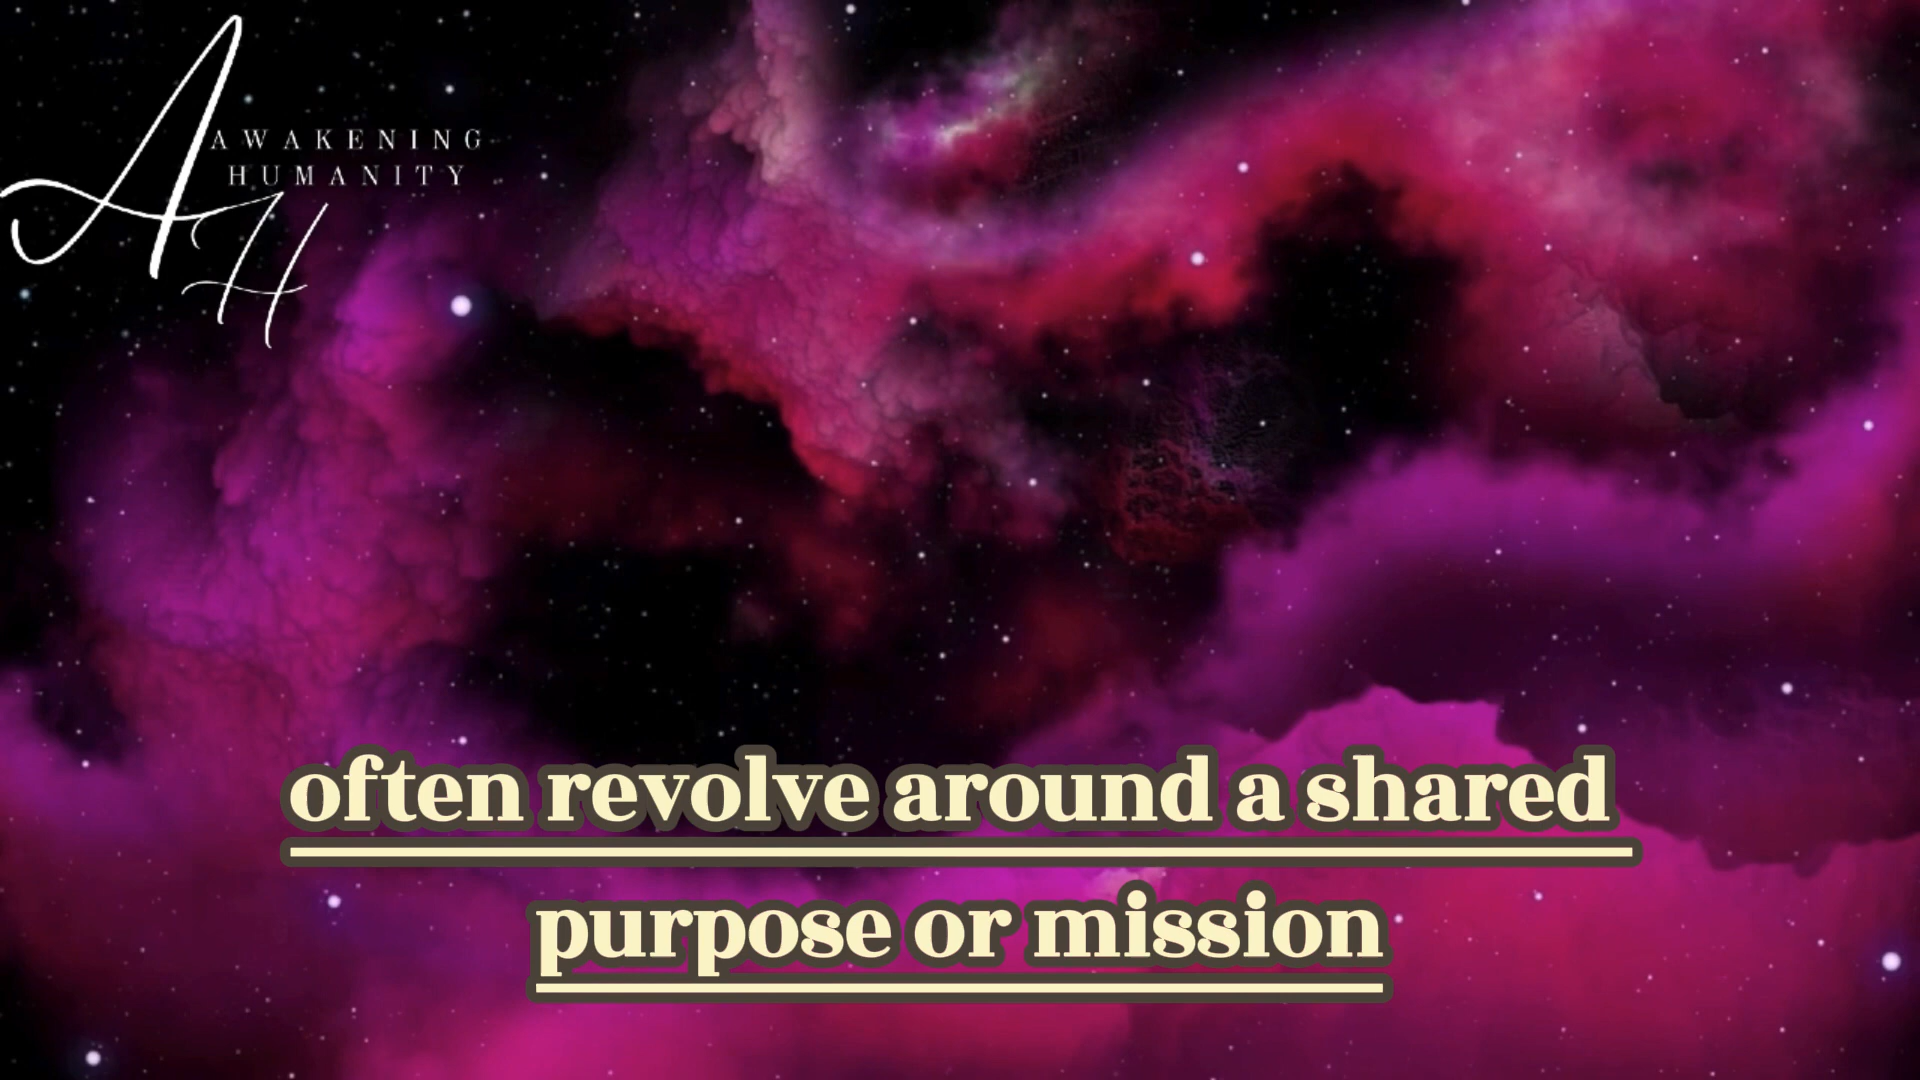 AWAKENING
HUMANITY
AH
often revolve around a shared
purpose or mission